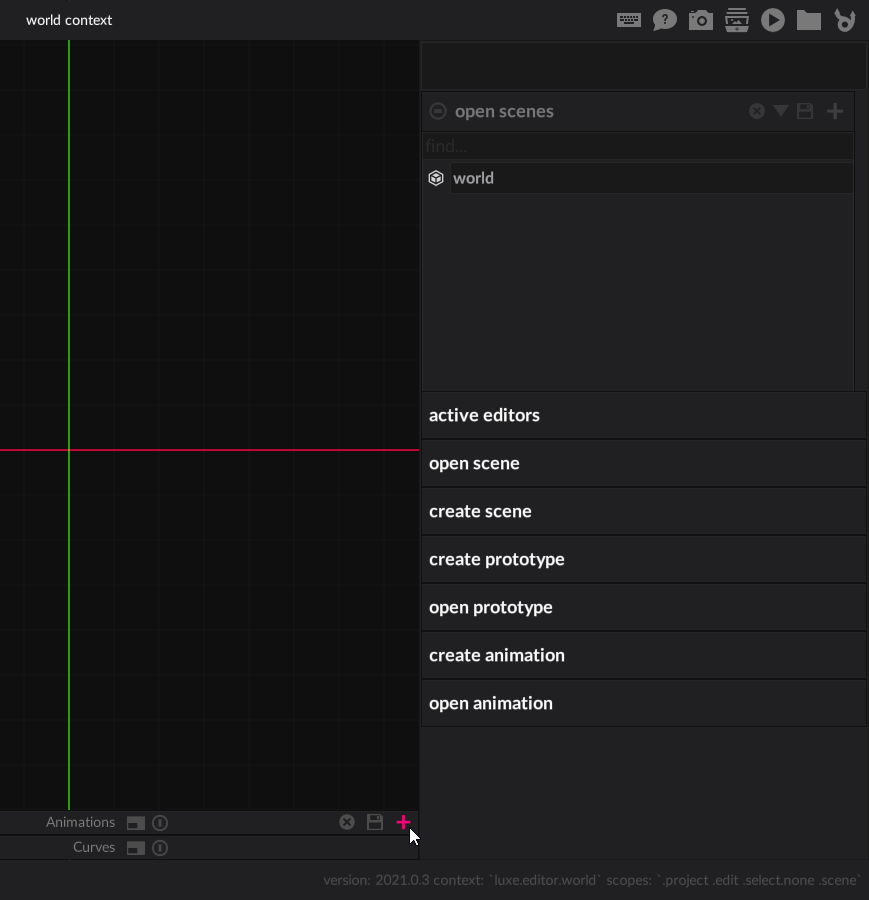 world context
open scenes
find...
world
active editors
open scene
create scene
create prototype
open prototype
create animation
open animation
Animations
Curves
version: 2021.0.3 context: `luxe.editor.world` scopes: `.project .edit .select.none .scene`